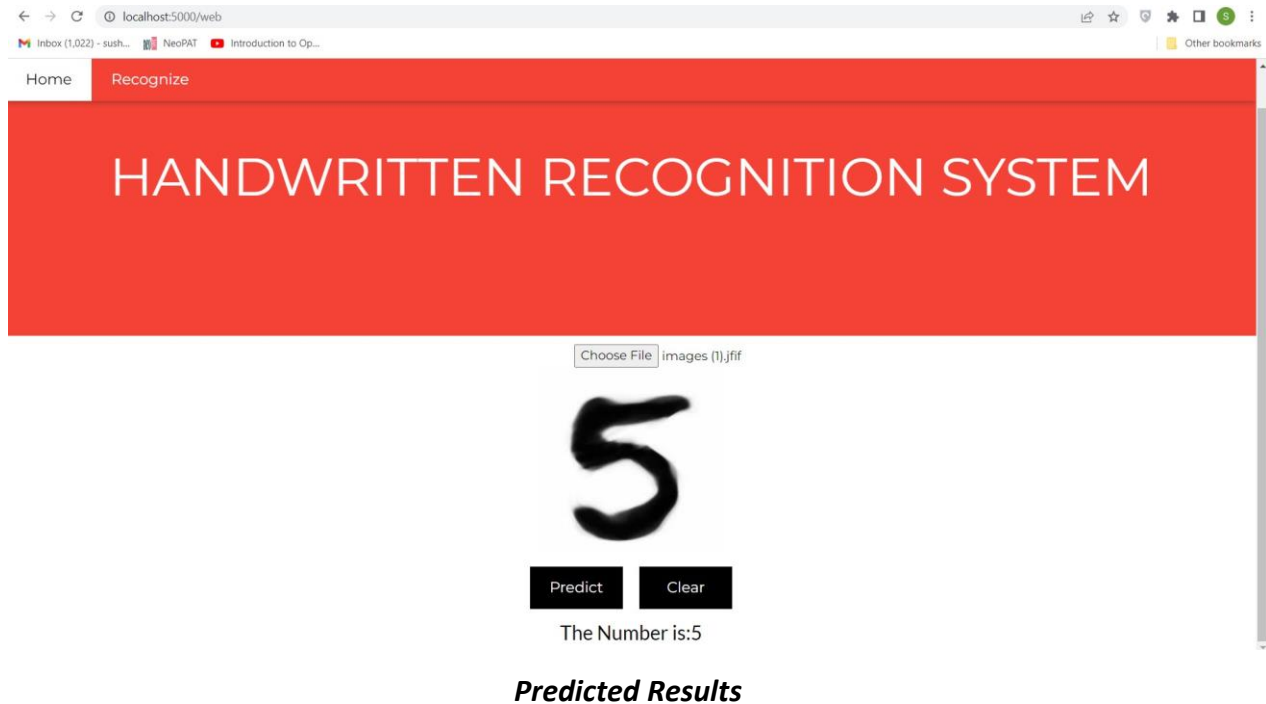 localhost:5000/web
Inbox (1,022) - sush... NeoPAT Introduction to Op... Other bookmarks
Home Recognize
HANDWRITTEN RECOGNITION SYSTEM
Choose File images (1).jfif
5
Predict Clear
The Number is:5
Predicted Results